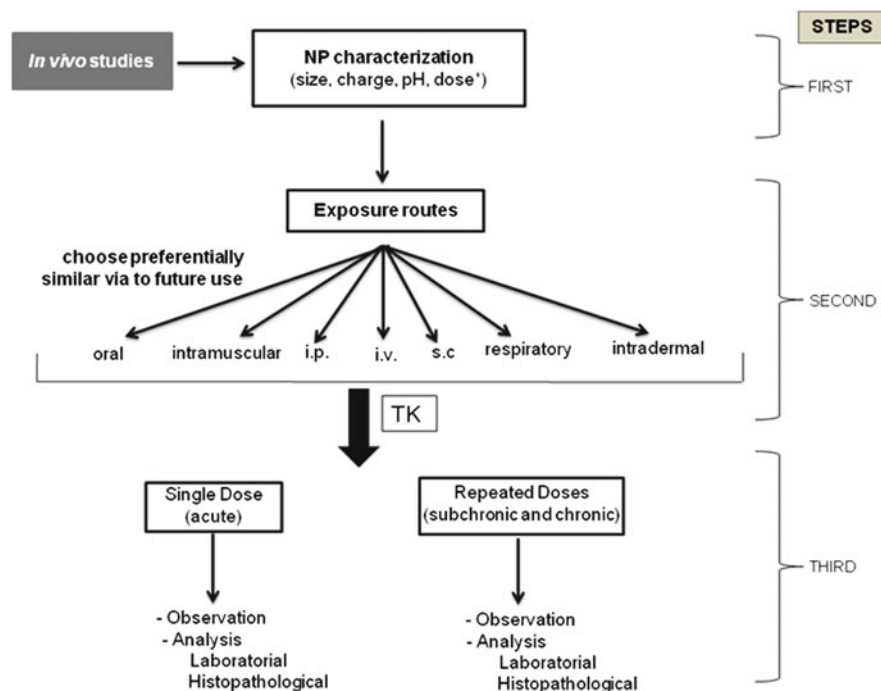 STEPS
In vivo studies
NP characterization
(size, charge, pH, dose*)
FIRST
Exposure routes
choose preferentially
similar via to future use
SECOND
oral
intramuscular
i.p.
i.v.
s.c
respiratory
intradermal
TK
Single Dose
(acute)
Repeated Doses
(subchronic and chronic)
THIRD
- Observation
- Analysis
Laboratorial
Histopathological
- Observation
- Analysis
Laboratorial
Histopathological